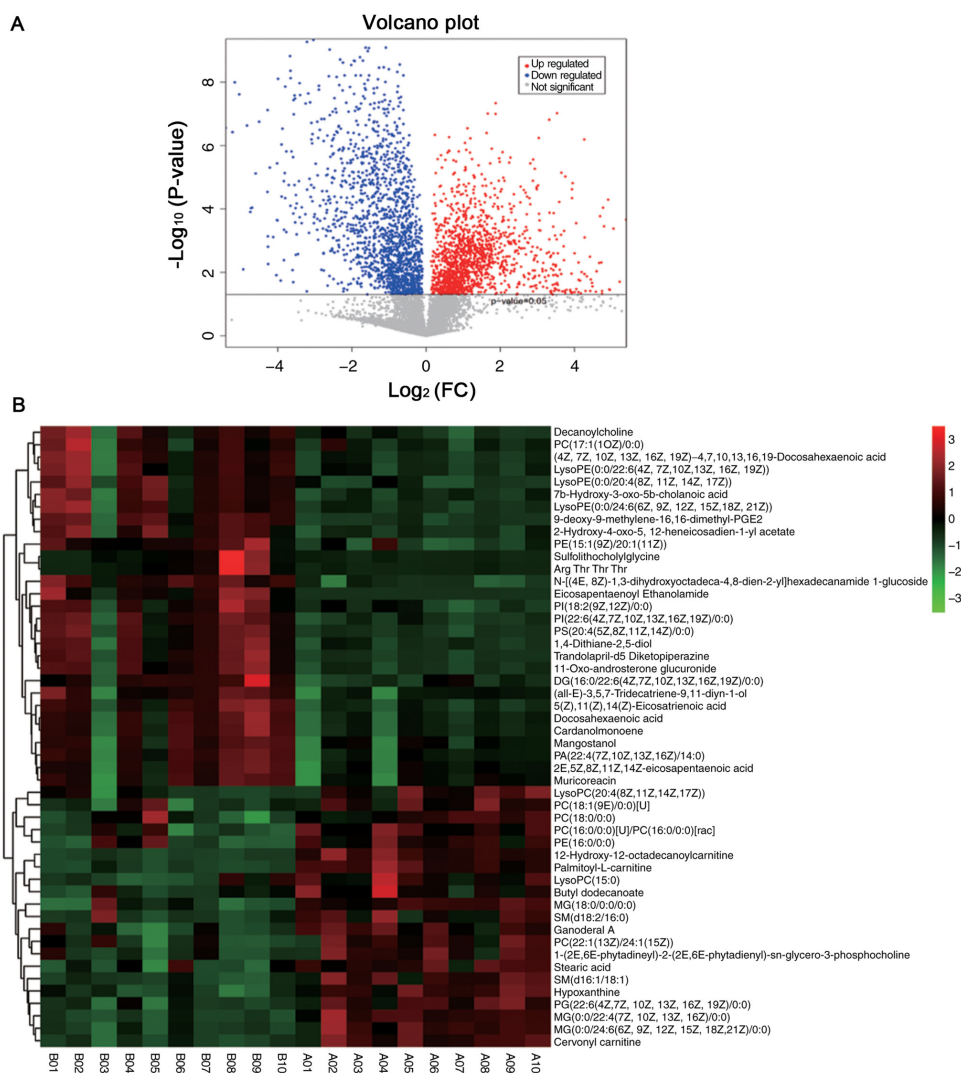 A
Volcano plot
Up regulated
Down regulated
Not significant
-Log10 (P-value)
8
6
4
2
0
p-value=0.05
-4
-2
0
2
4
Log2 (FC)
B
Decanoylcholine
PC(17:1(1OZ)/0:0)
(4Z, 7Z, 10Z, 13Z, 16Z, 19Z)–4,7,10,13,16,19-Docosahexaenoic acid
LysoPE(0:0/22:6(4Z, 7Z,10Z,13Z, 16Z, 19Z))
LysoPE(0:0/20:4(8Z, 11Z, 14Z, 17Z))
7b-Hydroxy-3-oxo-5b-cholanoic acid
LysoPE(0:0/24:6(6Z, 9Z, 12Z, 15Z,18Z, 21Z))
9-deoxy-9-methylene-16,16-dimethyl-PGE2
2-Hydroxy-4-oxo-5, 12-heneicosadien-1-yl acetate
PE(15:1(9Z)/20:1(11Z))
Sulfolithocholylglycine
Arg Thr Thr Thr
N-[(4E, 8Z)-1,3-dihydroxyoctadeca-4,8-dien-2-yl]hexadecanamide 1-glucoside
Eicosapentaenoyl Ethanolamide
PI(18:2(9Z,12Z)/0:0)
PI(22:6(4Z,7Z,10Z,13Z,16Z,19Z)/0:0)
PS(20:4(5Z,8Z,11Z,14Z)/0:0)
1,4-Dithiane-2,5-diol
Trandolapril-d5 Diketopiperazine
11-Oxo-androsterone glucuronide
DG(16:0/22:6(4Z,7Z,10Z,13Z,16Z,19Z)/0:0)
(all-E)-3,5,7-Tridecatriene-9,11-diyn-1-ol
5(Z),11(Z),14(Z)-Eicosatrienoic acid
Docosahexaenoic acid
Cardanolmonoene
Mangostanol
PA(22:4(7Z,10Z,13Z,16Z)/14:0)
2E,5Z,8Z,11Z,14Z-eicosapentaenoic acid
Muricoreacin
LysoPC(20:4(8Z,11Z,14Z,17Z))
PC(18:1(9E)/0:0)[U]
PC(18:0/0:0)
PC(16:0/0:0)[U]/PC(16:0/0:0)[rac]
PE(16:0/0:0)
12-Hydroxy-12-octadecanoylcarnitine
Palmitoyl-L-carnitine
LysoPC(15:0)
Butyl dodecanoate
MG(18:0/0:0/0:0)
SM(d18:2/16:0)
Ganoderal A
PC(22:1(13Z)/24:1(15Z))
1-(2E,6E-phytadineyl)-2-(2E,6E-phytadienyl)-sn-glycero-3-phosphocholine
Stearic acid
SM(d16:1/18:1)
Hypoxanthine
PG(22:6(4Z,7Z, 10Z, 13Z, 16Z, 19Z)/0:0)
MG(0:0/22:4(7Z, 10Z, 13Z, 16Z)/0:0)
MG(0:0/24:6(6Z, 9Z, 12Z, 15Z, 18Z,21Z)/0:0)
Cervonyl carnitine
3
2
1
0
-1
-2
-3
B01
B02
B03
B04
B05
B06
B07
B08
B09
B10
A01
A02
A03
A04
A05
A06
A07
A08
A09
A10